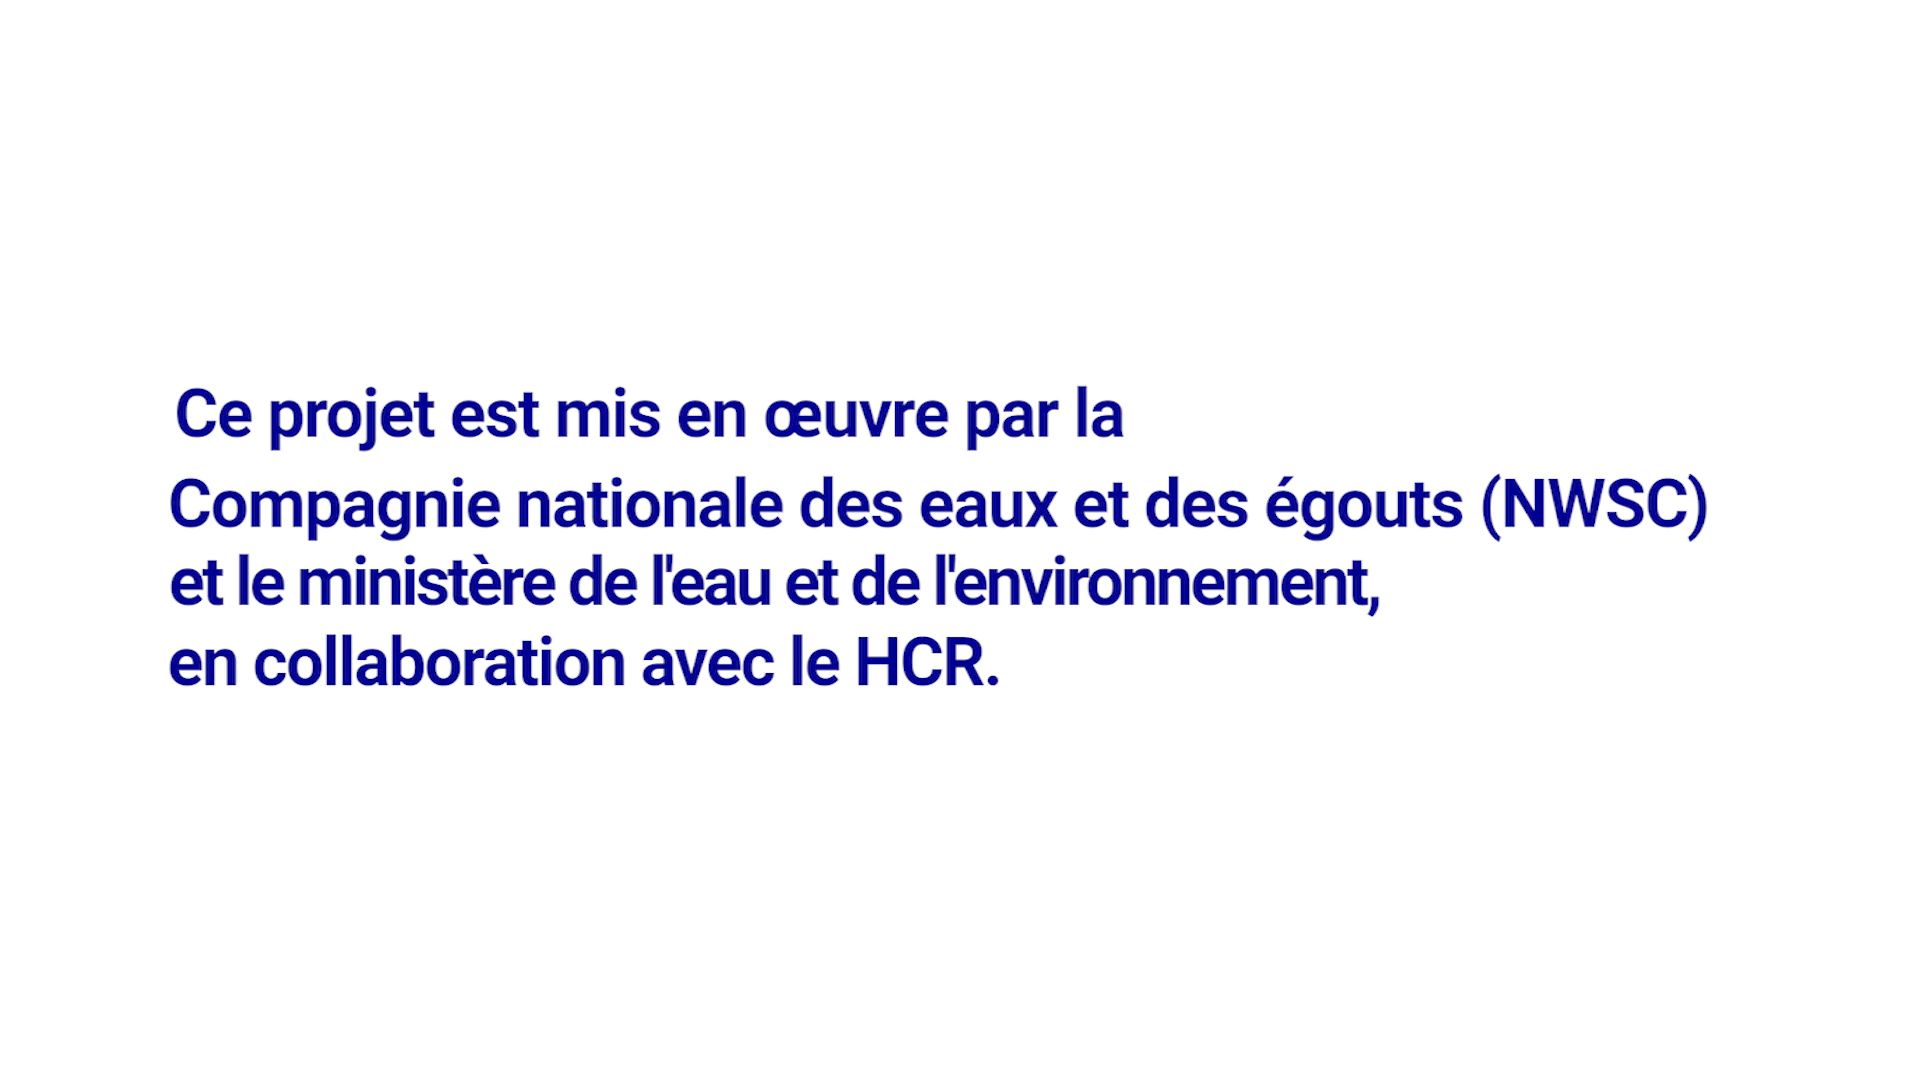 Ce projet est mis en œuvre par la
Compagnie nationale des eaux et des égouts (NWSC)
et le ministère de l'eau et de l'environnement,
en collaboration avec le HCR.